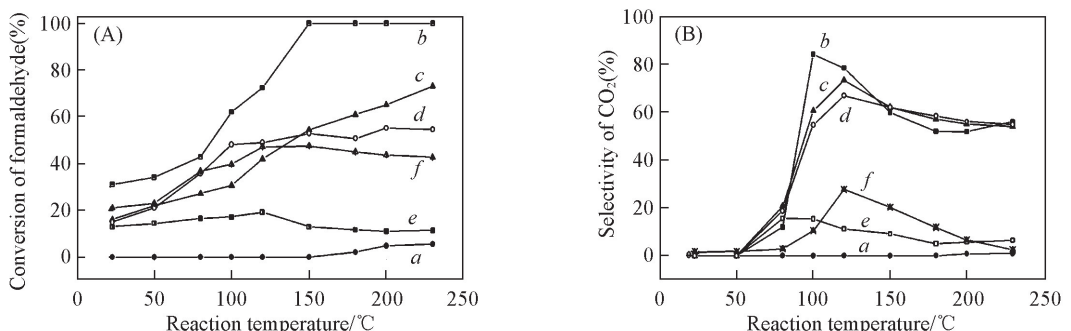 (A)
Conversion of formaldehyde(%)
100
80
60
40
20
0
b
c
d
f
e
a
0 50 100 150 200 250
Reaction temperature/℃
(B)
Selectivity of CO₂(%)
100
80
60
40
20
0
b
c
d
f
e
a
0 50 100 150 200 250
Reaction temperature/℃